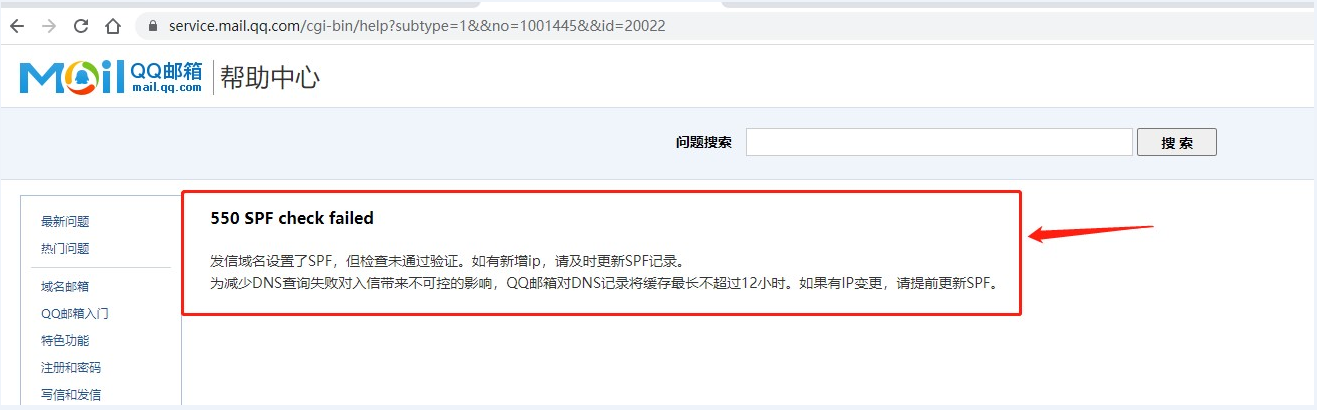 service.mail.qq.com/cgi-bin/help?subtype=1&&no=1001445&&id=20022
Mail QQ邮箱 mail.qq.com 帮助中心
问题搜索 搜 索
最新问题
热门问题
域名邮箱
QQ邮箱入门
特色功能
注册和密码
写信和发信
550 SPF check failed
发信域名设置了SPF，但检查未通过验证。如有新增ip，请及时更新SPF记录。
为减少DNS查询失败对入信带来不可控的影响，QQ邮箱对DNS记录将缓存最长不超过12小时。如果有IP变更，请提前更新SPF。